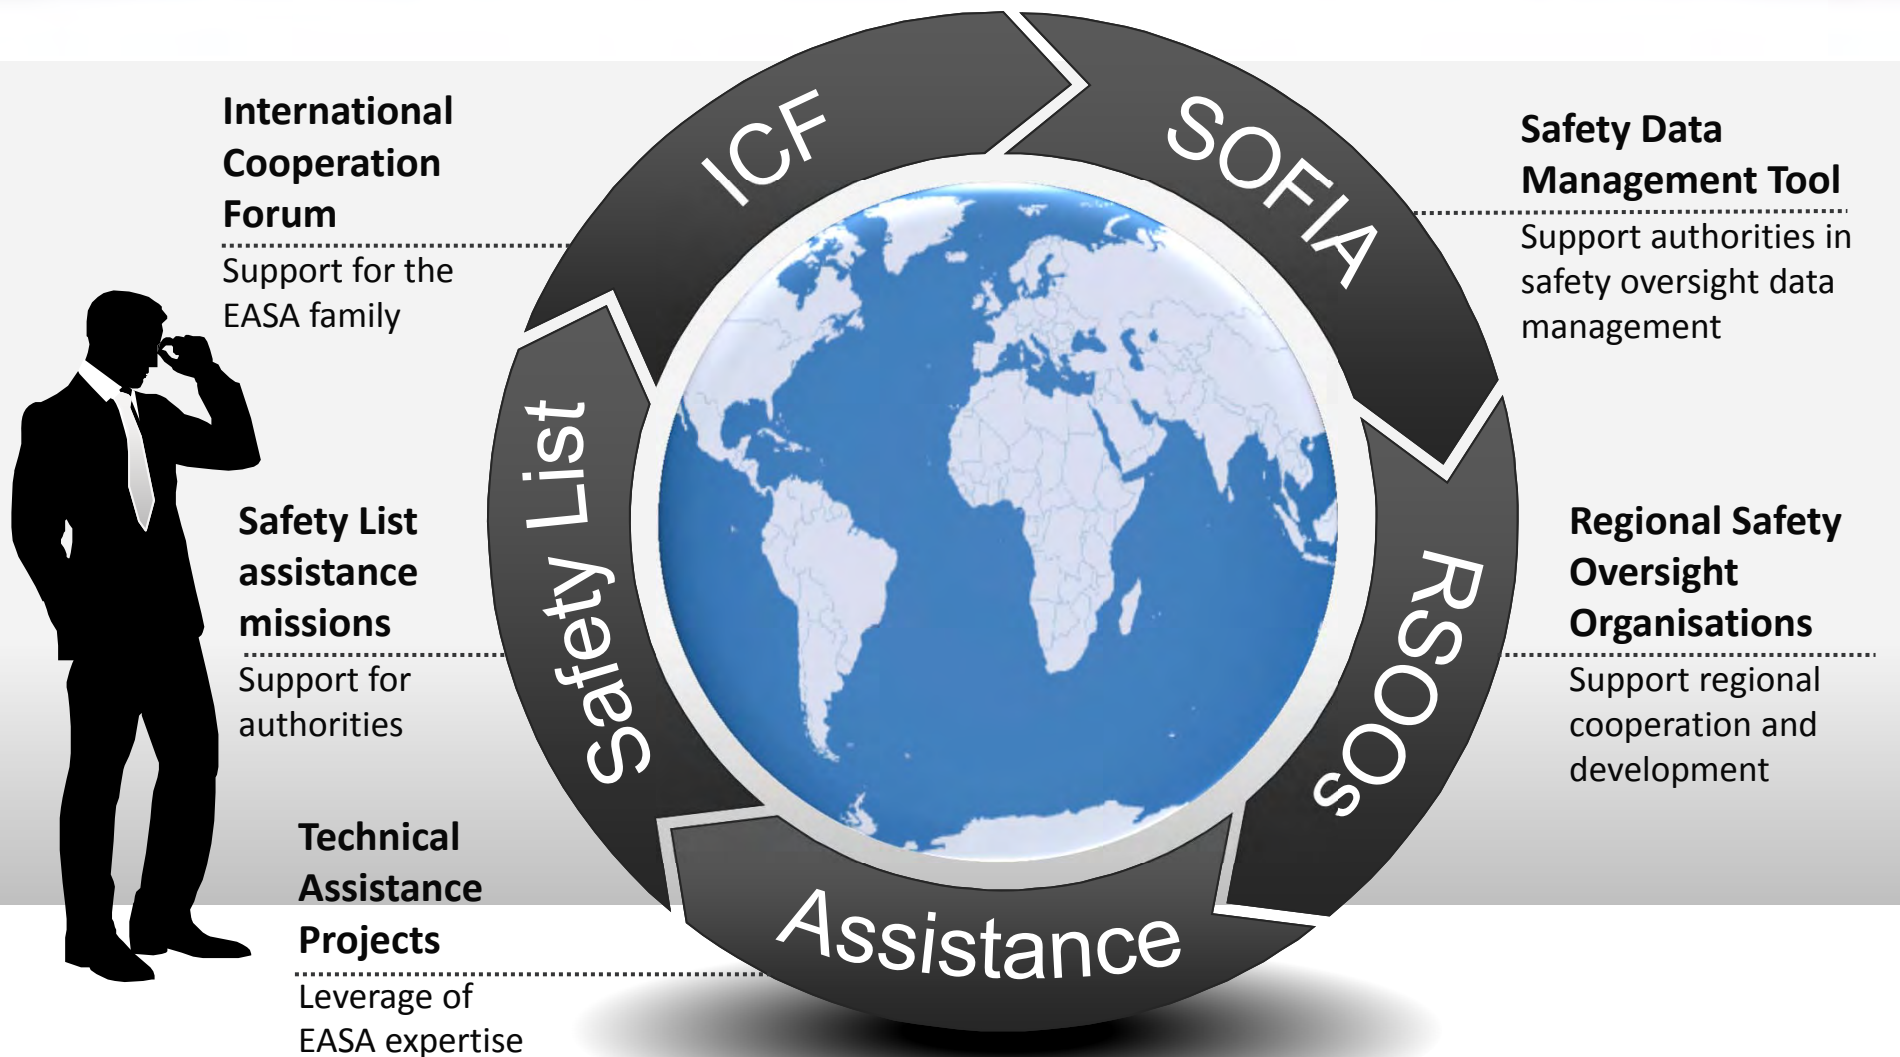 International
Cooperation
Forum
Support for the
EASA family
ICF
SOFIA
Safety Data
Management Tool
Support authorities in
safety oversight data
management
Safety List
assistance
missions
Support for
authorities
Safety List
RSOOs
Regional Safety
Oversight
Organisations
Support regional
cooperation and
development
Technical
Assistance
Projects
Leverage of
EASA expertise
Assistance